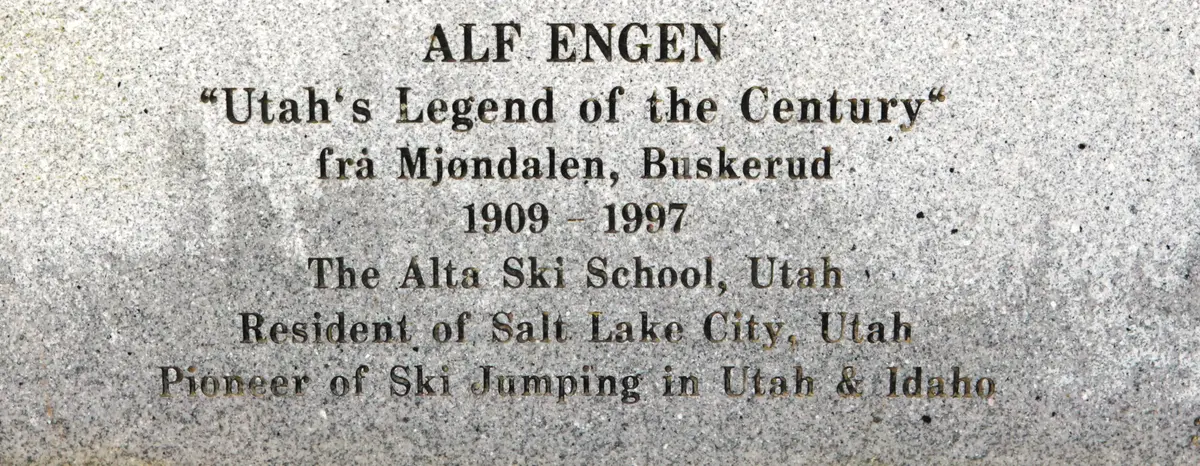 ALF ENGEN
“Utah‘s Legend of the Century“
frå Mjøndalen, Buskerud
1909 - 1997
The Alta Ski School, Utah
Resident of Salt Lake City, Utah
Pioneer of Ski Jumping in Utah & Idaho